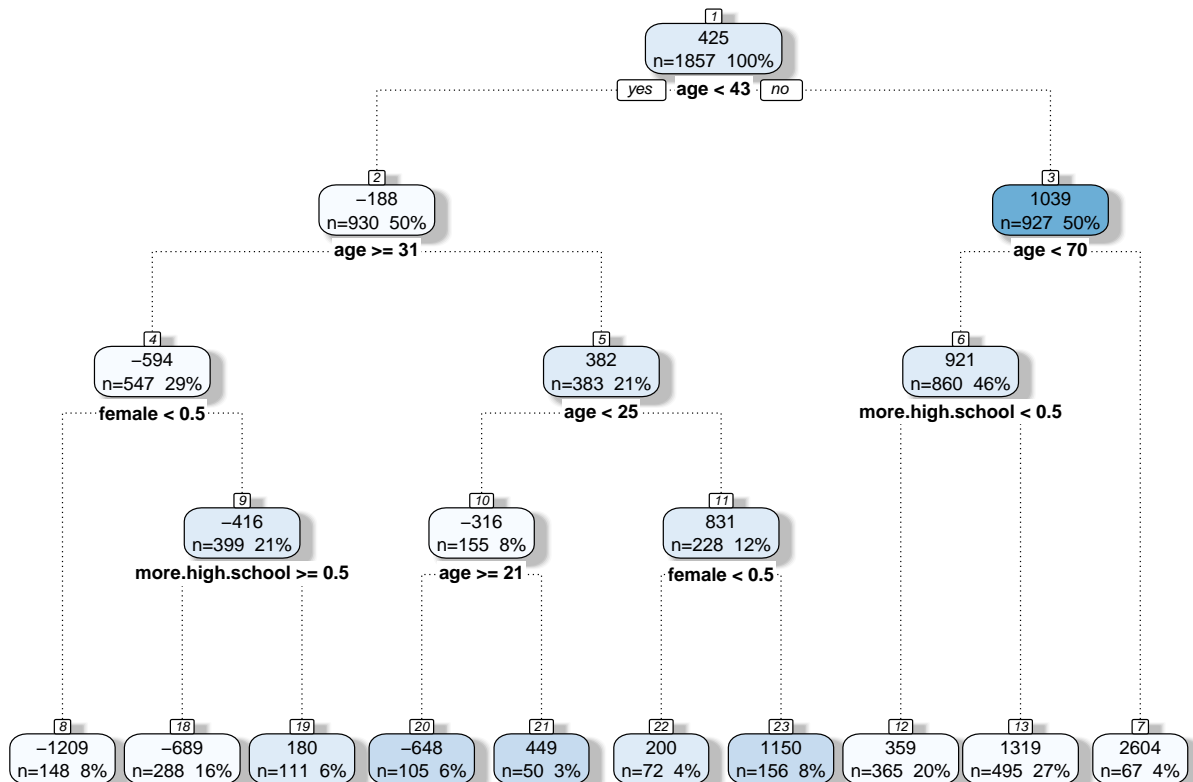 1
425
n=1857 100%
yes age < 43 no
2
−188
n=930 50%
age >= 31
3
1039
n=927 50%
age < 70
4
−594
n=547 29%
female < 0.5
5
382
n=383 21%
age < 25
6
921
n=860 46%
more.high.school < 0.5
9
−416
n=399 21%
more.high.school >= 0.5
10
−316
n=155 8%
age >= 21
11
831
n=228 12%
female < 0.5
8
−1209
n=148 8%
18
−689
n=288 16%
19
180
n=111 6%
20
−648
n=105 6%
21
449
n=50 3%
22
200
n=72 4%
23
1150
n=156 8%
12
359
n=365 20%
13
1319
n=495 27%
7
2604
n=67 4%